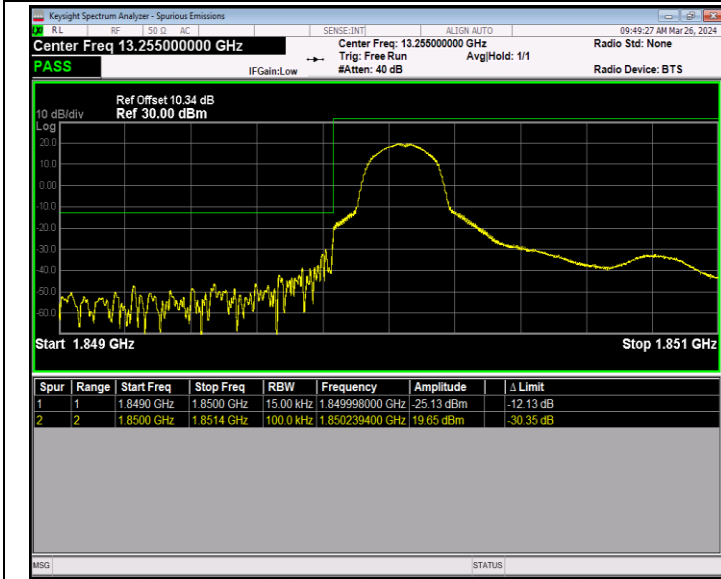 Keysight Spectrum Analyzer - Spurious Emissions
RL RF 50 Ω AC SENSE:INT ALIGN AUTO 09:49:27 AM Mar 26, 2024
Center Freq 13.255000000 GHz Center Freq: 13.255000000 GHz Radio Std: None
Trig: Free Run Avg|Hold: 1/1
PASS IFGain:Low #Atten: 40 dB Radio Device: BTS
Ref Offset 10.34 dB
10 dB/div Ref 30.00 dBm
Log
20.0
10.0
0.00
-10.0
-20.0
-30.0
-40.0
-50.0
-60.0
Start 1.849 GHz Stop 1.851 GHz
Spur Range Start Freq Stop Freq RBW Frequency Amplitude Δ Limit
1 1 1.8490 GHz 1.8500 GHz 15.00 kHz 1.849998000 GHz -25.13 dBm -12.13 dB
2 2 1.8500 GHz 1.8514 GHz 100.0 kHz 1.850239400 GHz 19.65 dBm -30.35 dB
MSG STATUS